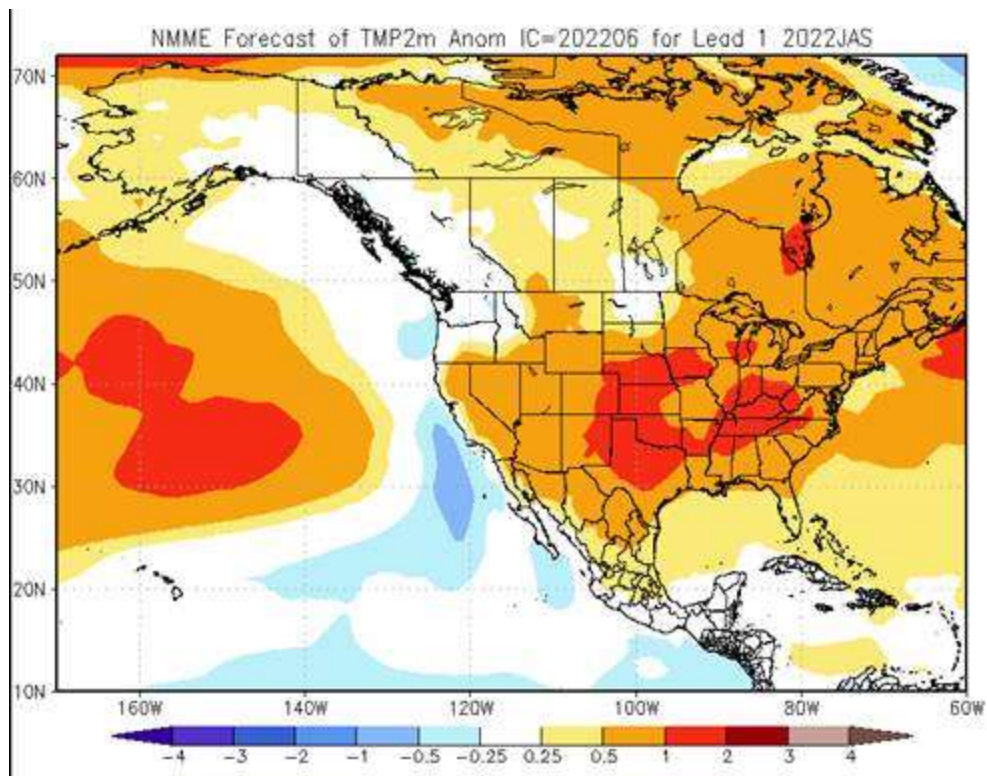 NMME Forecast of TMP2m Anom IC=202206 for Lead 1 2022JAS
70N
60N
50N
40N
30N
20N
10N
160W 140W 120W 100W 80W 60W
-4 -3 -2 -1 -0.5 -0.25 0.25 0.5 1 2 3 4